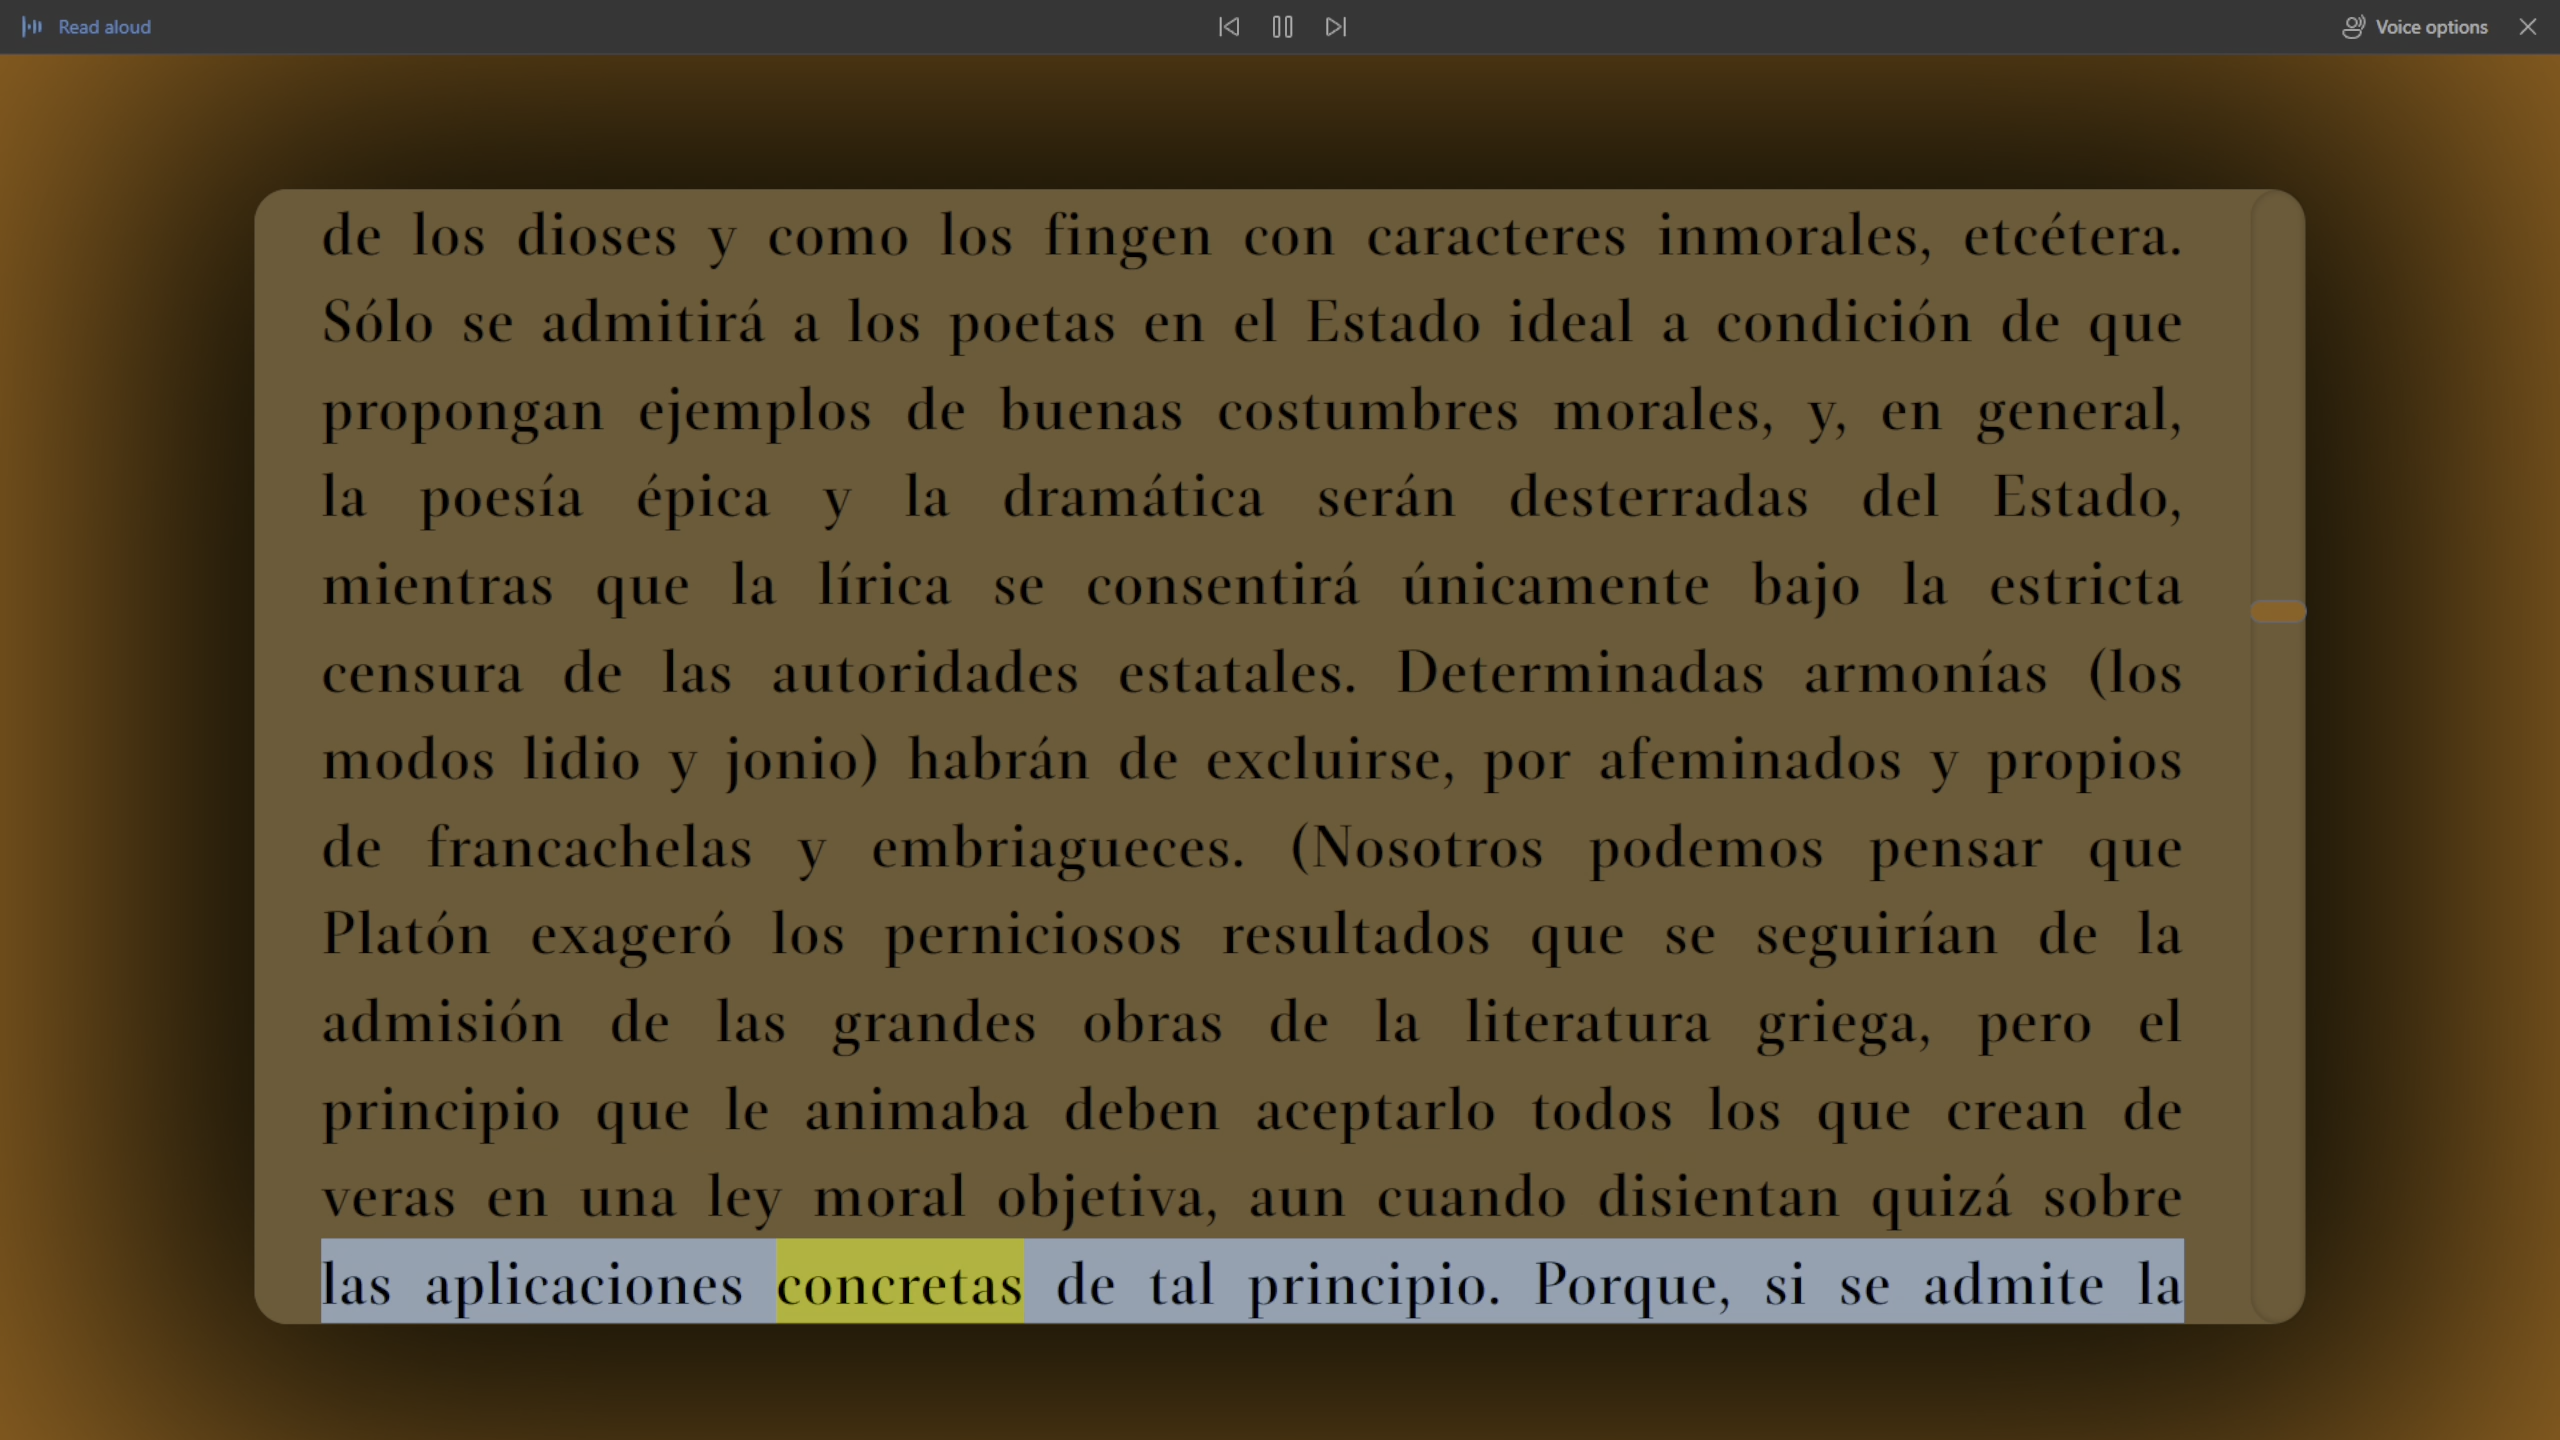 Read aloud
Voice options
de los dioses y como los fingen con caracteres inmorales, etcétera.
Sólo se admitirá a los poetas en el Estado ideal a condición de que
propongan ejemplos de buenas costumbres morales, y, en general,
la poesía épica y la dramática serán desterradas del Estado,
mientras que la lírica se consentirá únicamente bajo la estricta
censura de las autoridades estatales. Determinadas armonías (los
modos lidio y jonio) habrán de excluirse, por afeminados y propios
de francachelas y embriagueces. (Nosotros podemos pensar que
Platón exageró los perniciosos resultados que se seguirían de la
admisión de las grandes obras de la literatura griega, pero el
principio que le animaba deben aceptarlo todos los que crean de
veras en una ley moral objetiva, aun cuando disientan quizá sobre
las aplicaciones concretas de tal principio. Porque, si se admite la